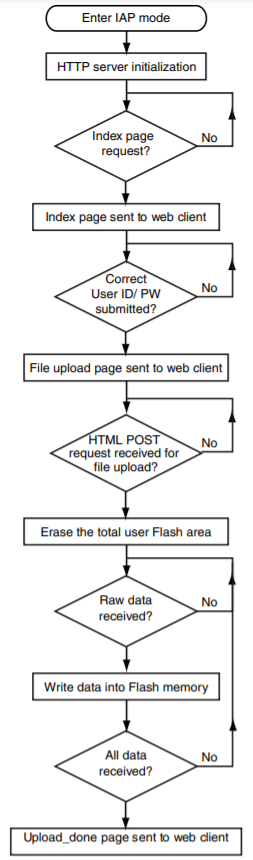 Enter IAP mode
HTTP server initialization
Index page
request?
No
Index page sent to web client
Correct
User ID/ PW
submitted?
No
File upload page sent to web client
HTML POST
request received for
file upload?
No
Erase the total user Flash area
Raw data
received?
No
Write data into Flash memory
All data
received?
No
Upload_done page sent to web client